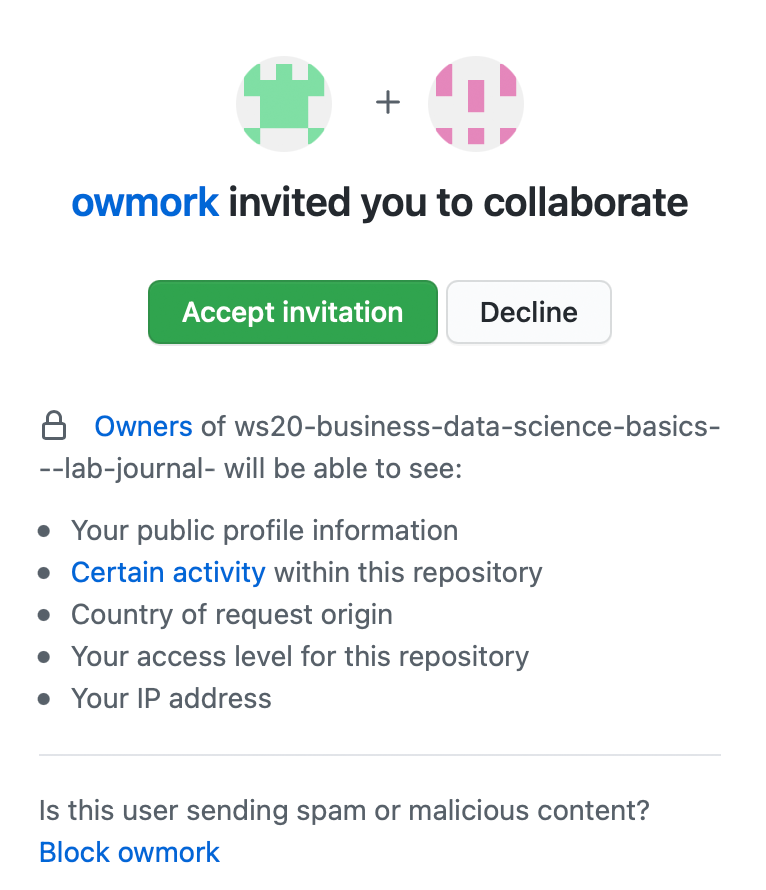 +
owmork invited you to collaborate
Accept invitation
Decline
Owners of ws20-business-data-science-basics-
--lab-journal- will be able to see:
• Your public profile information
• Certain activity within this repository
• Country of request origin
• Your access level for this repository
• Your IP address
Is this user sending spam or malicious content?
Block owmork